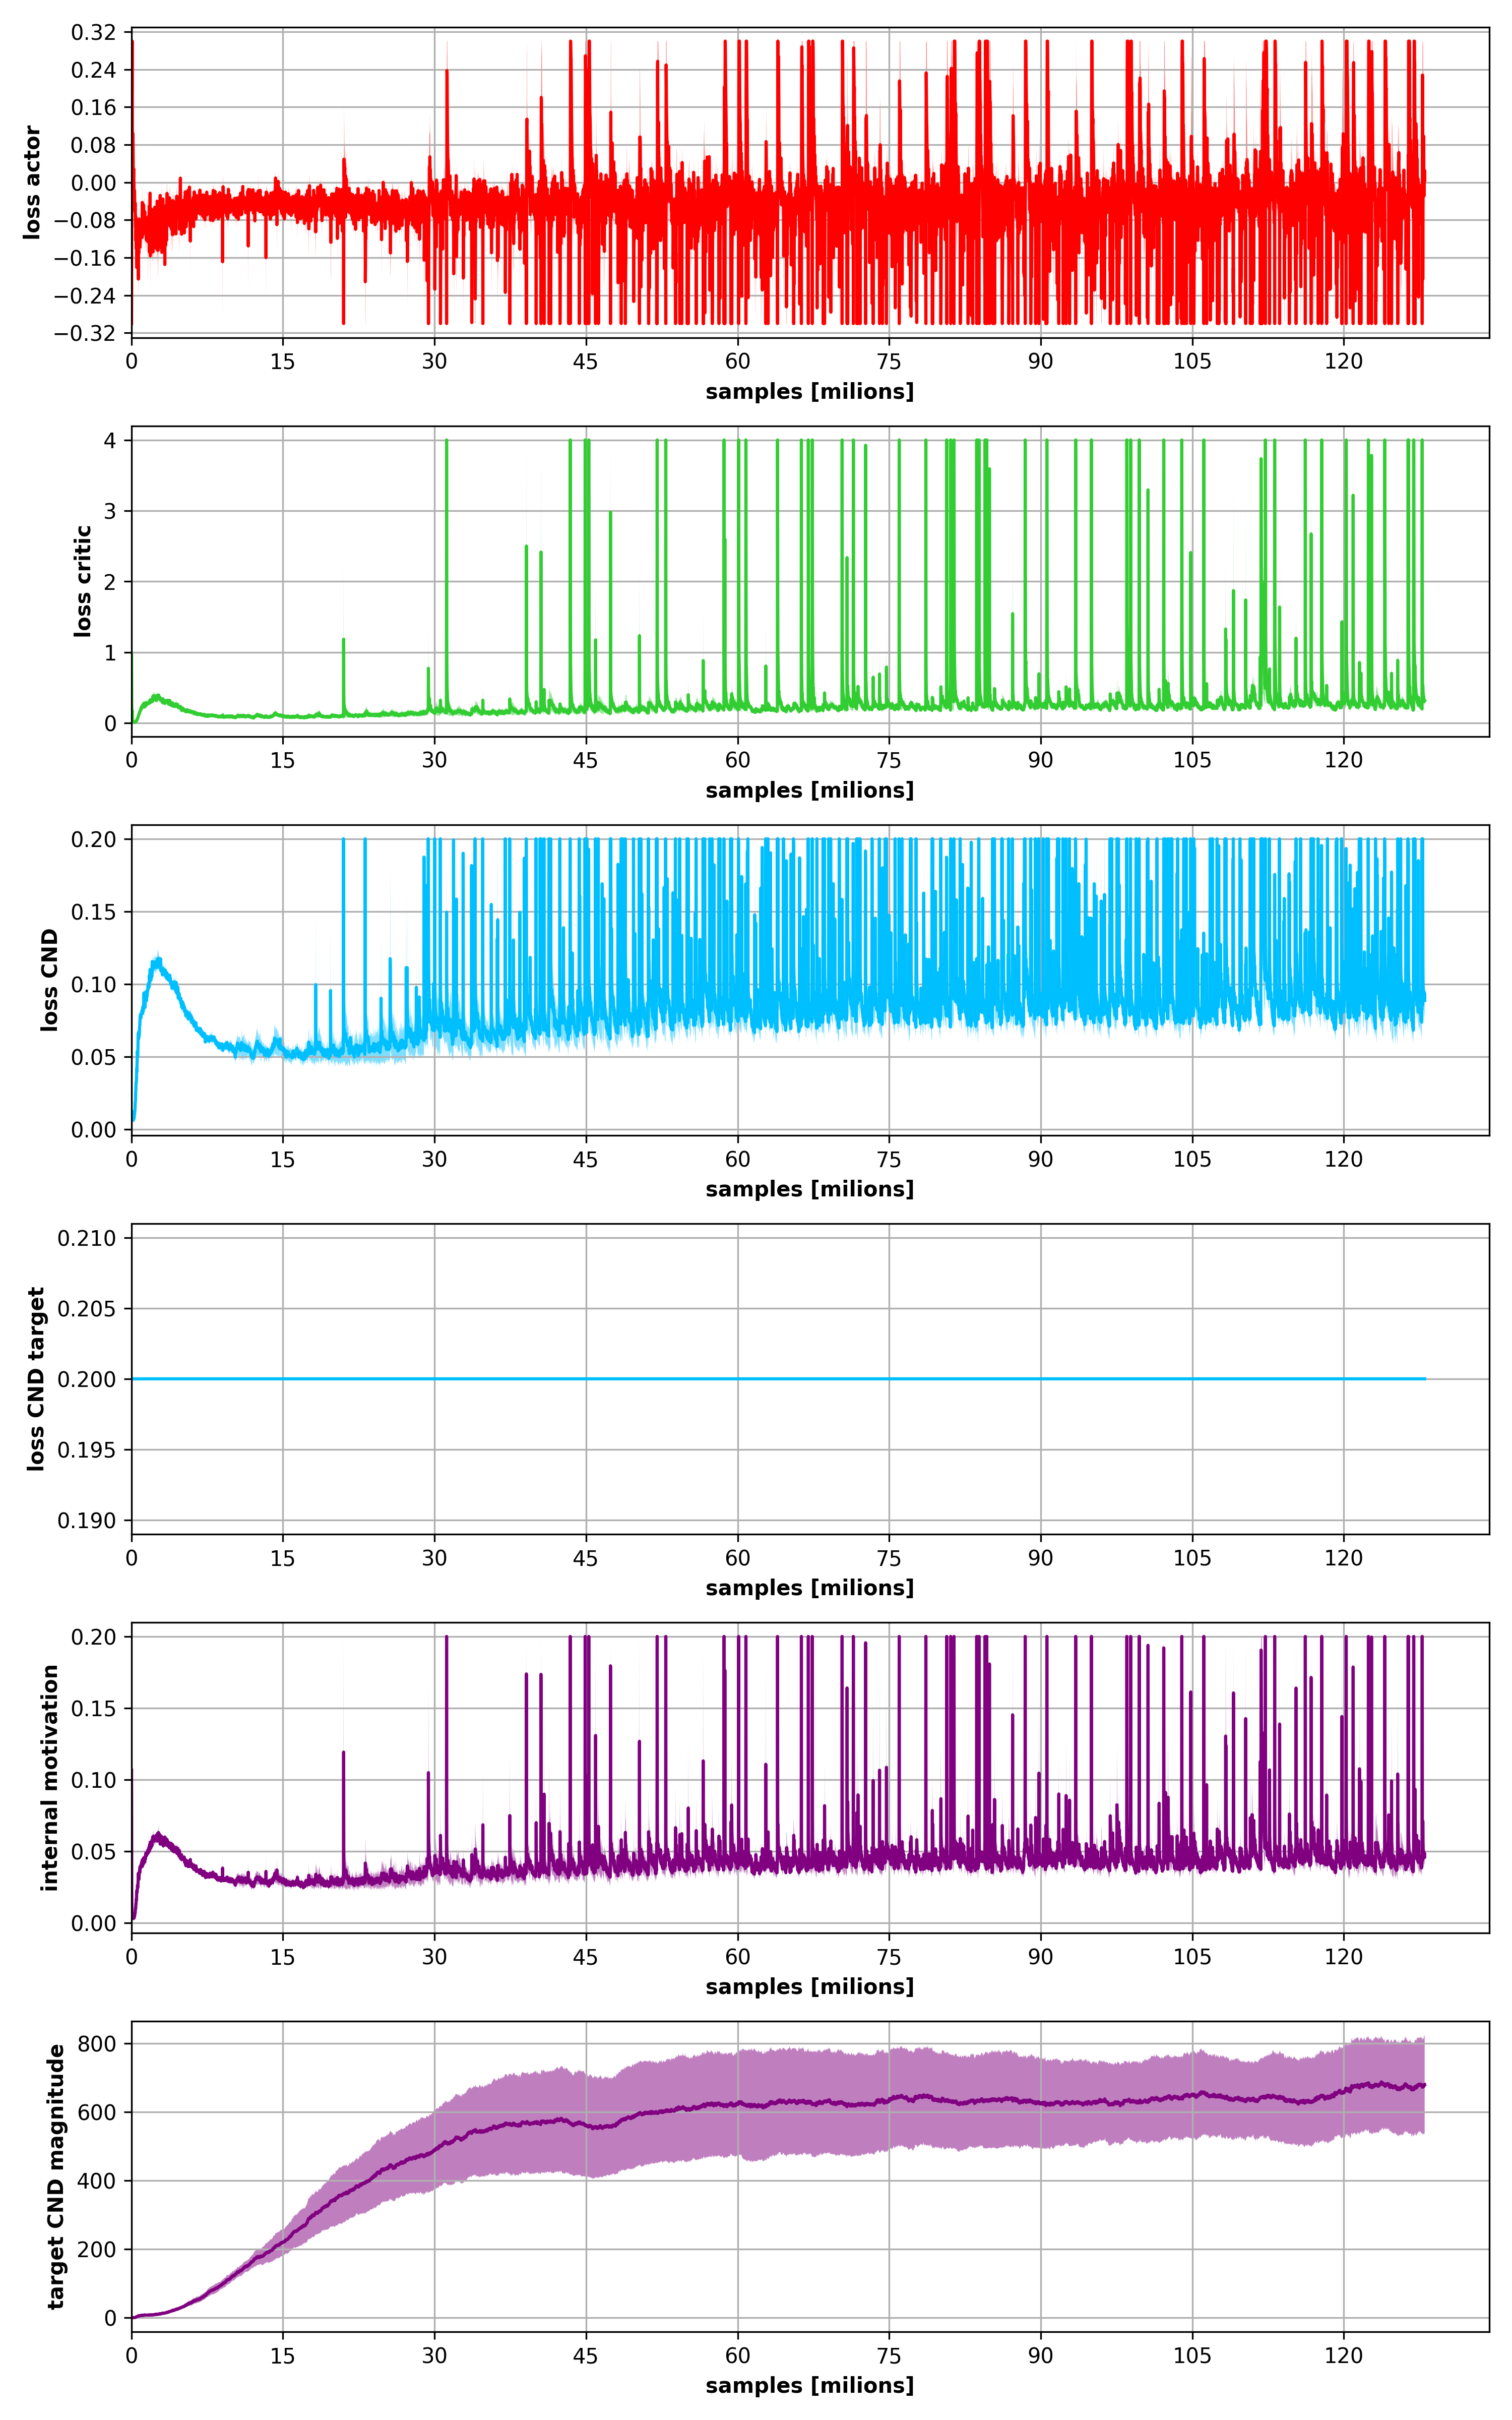 loss actor
0.32
0.24
0.16
0.08
0.00
−0.08
−0.16
−0.24
−0.32
0 15 30 45 60 75 90 105 120
samples [milions]
loss critic
4
3
2
1
0
0 15 30 45 60 75 90 105 120
samples [milions]
loss CND
0.20
0.15
0.10
0.05
0.00
0 15 30 45 60 75 90 105 120
samples [milions]
loss CND target
0.210
0.205
0.200
0.195
0.190
0 15 30 45 60 75 90 105 120
samples [milions]
internal motivation
0.20
0.15
0.10
0.05
0.00
0 15 30 45 60 75 90 105 120
samples [milions]
target CND magnitude
800
600
400
200
0
0 15 30 45 60 75 90 105 120
samples [milions]